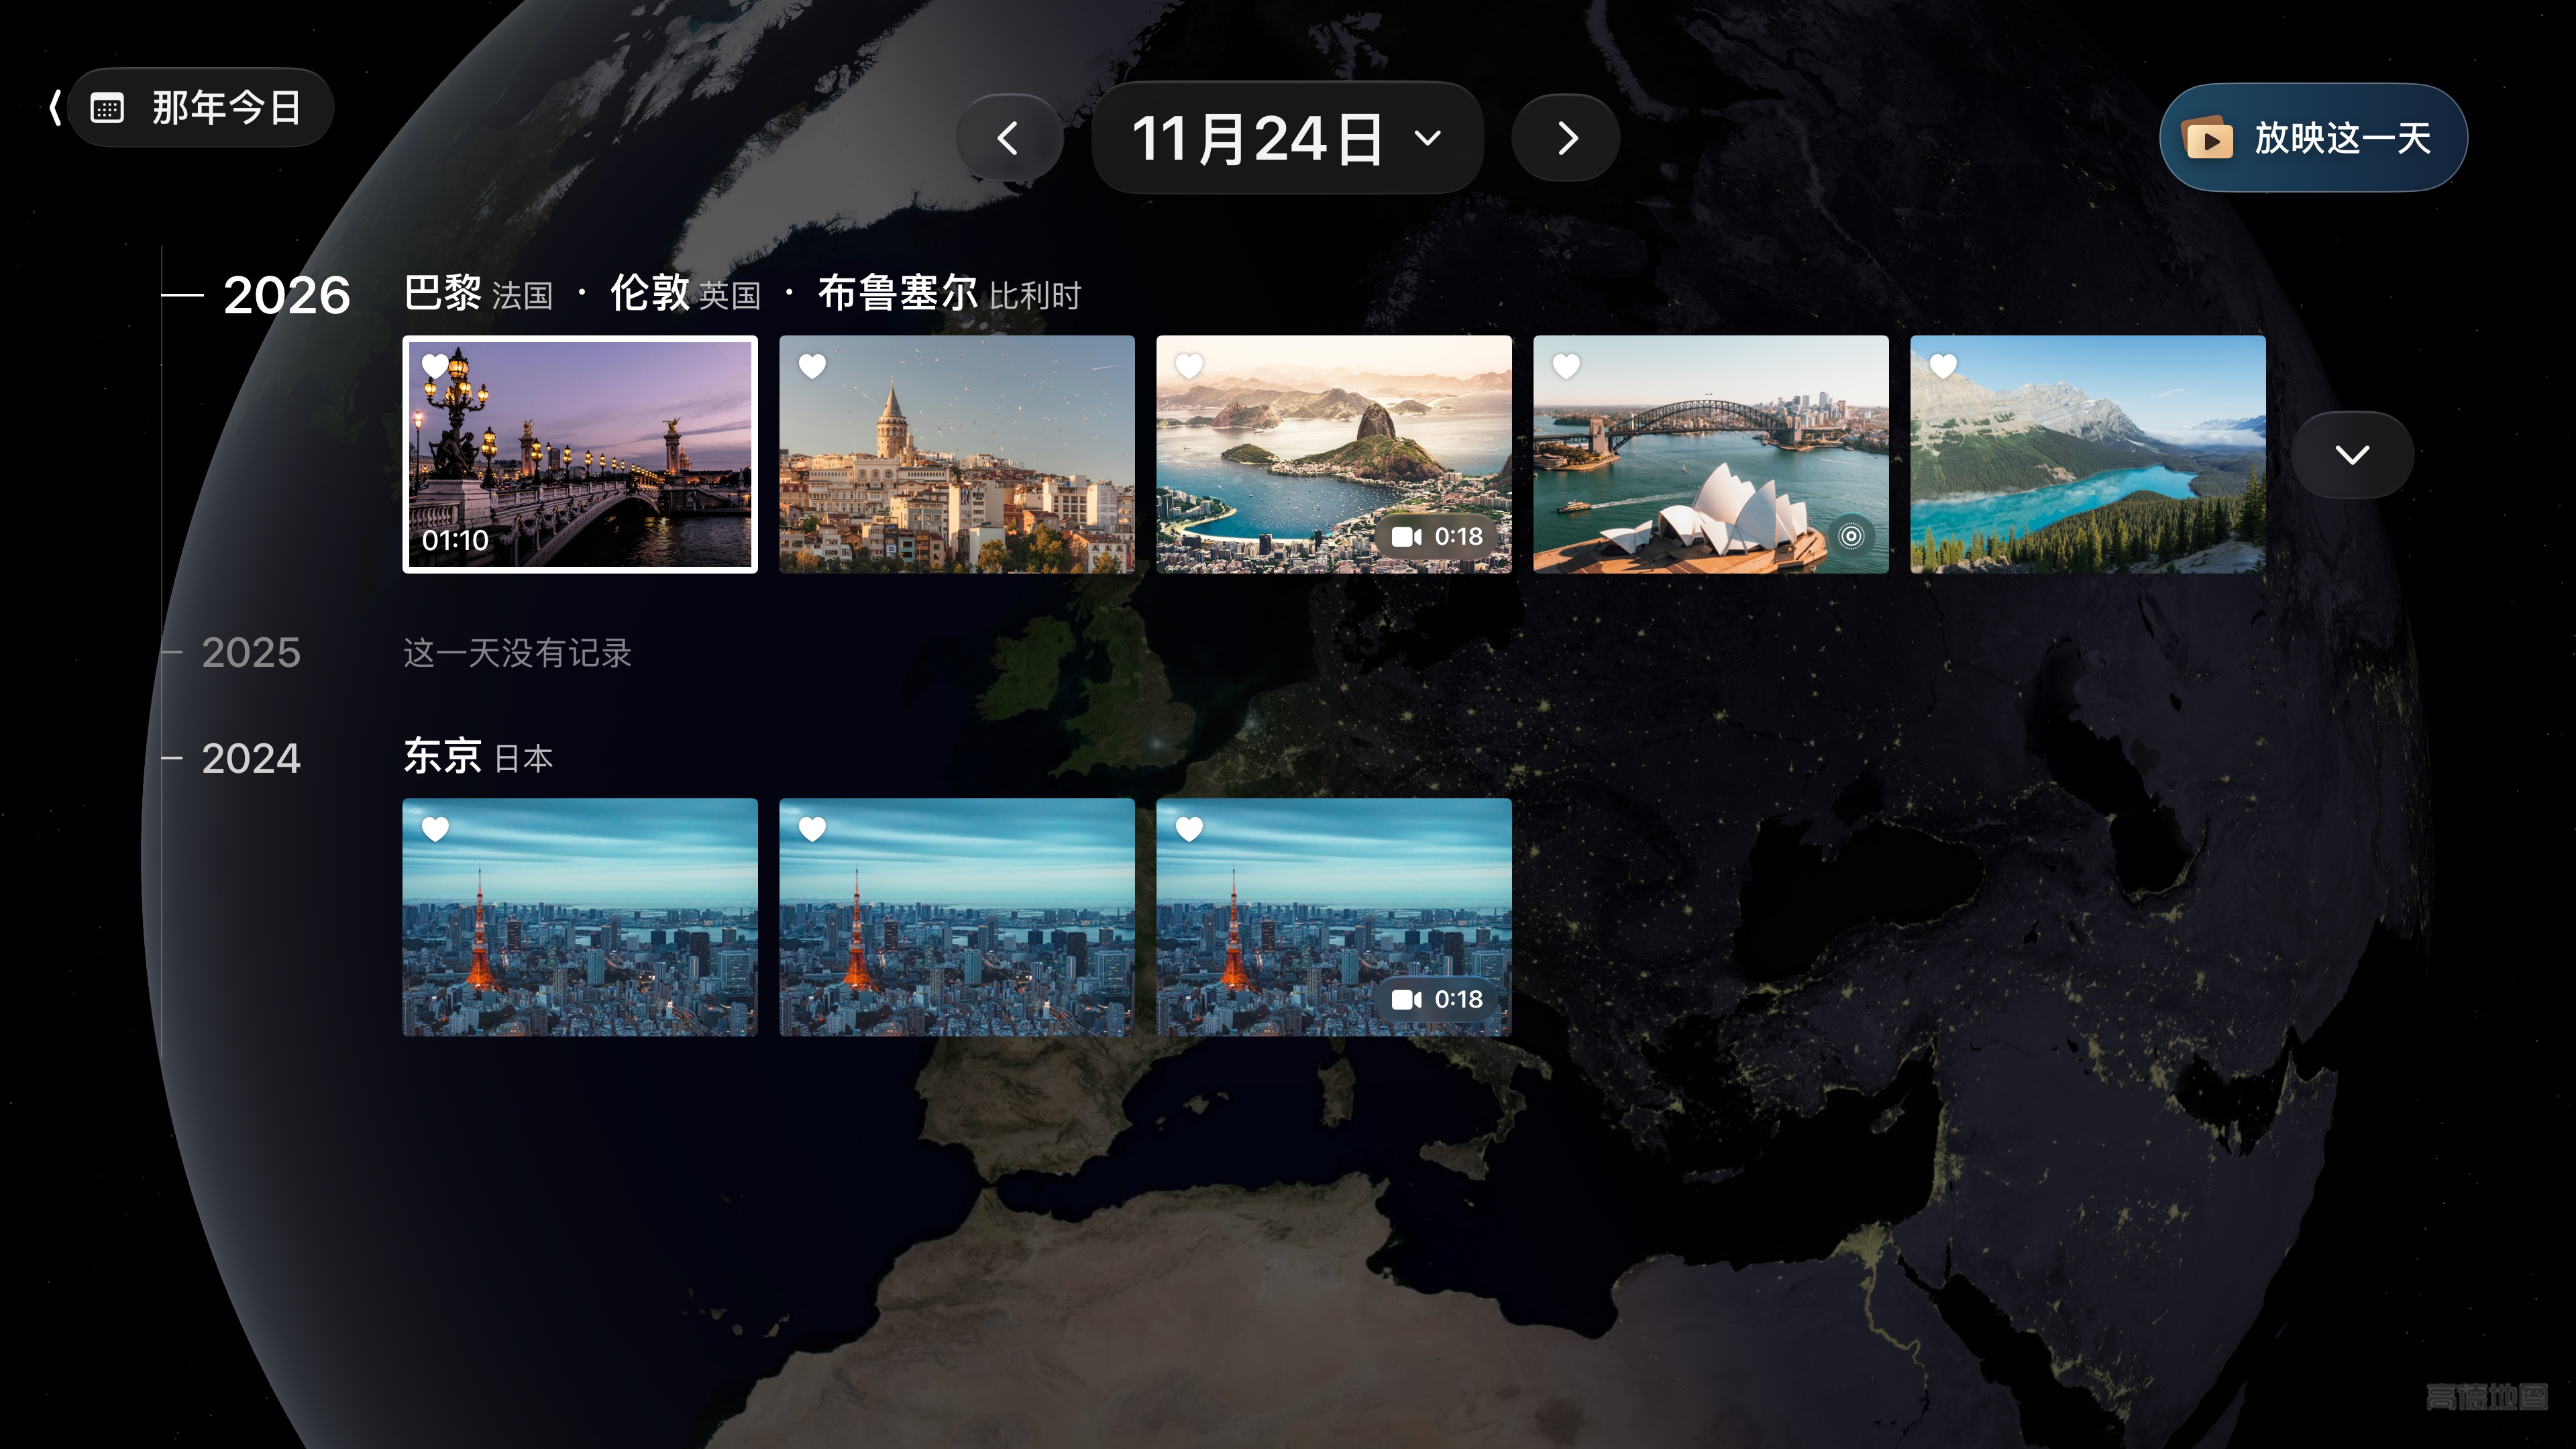 那年今日
11月24日
放映这一天
2026 巴黎 法国 · 伦敦 英国 · 布鲁塞尔 比利时
01:10
0:18
2025 这一天没有记录
2024 东京 日本
0:18
高德地图